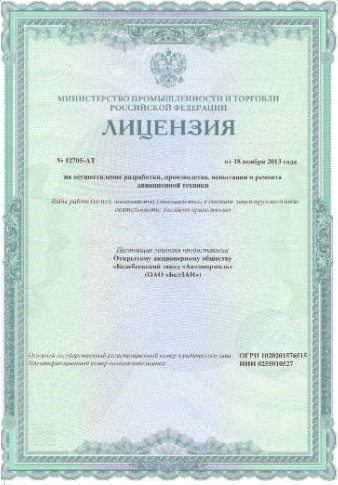 МИНИСТЕРСТВО ПРОМЫШЛЕННОСТИ И ТОРГОВЛИ
РОССИЙСКОЙ ФЕДЕРАЦИИ
ЛИЦЕНЗИЯ
№ 12705-АТ
от 18 ноября 2013 года
на осуществление разработки, производства, испытания и ремонта
авиационной техники
Виды работ (услуг), выполняемых (оказываемых) в составе лицензируемого вида
деятельности: согласно приложению
Настоящая лицензия предоставлена
Открытому акционерному обществу
«Белебеевский завод «Автонормаль»
(ОАО «БелЗАН»)
Основной государственный регистрационный номер юридического лица
ОГРН 1020201576515
Идентификационный номер налогоплательщика
ИНН 0255010527